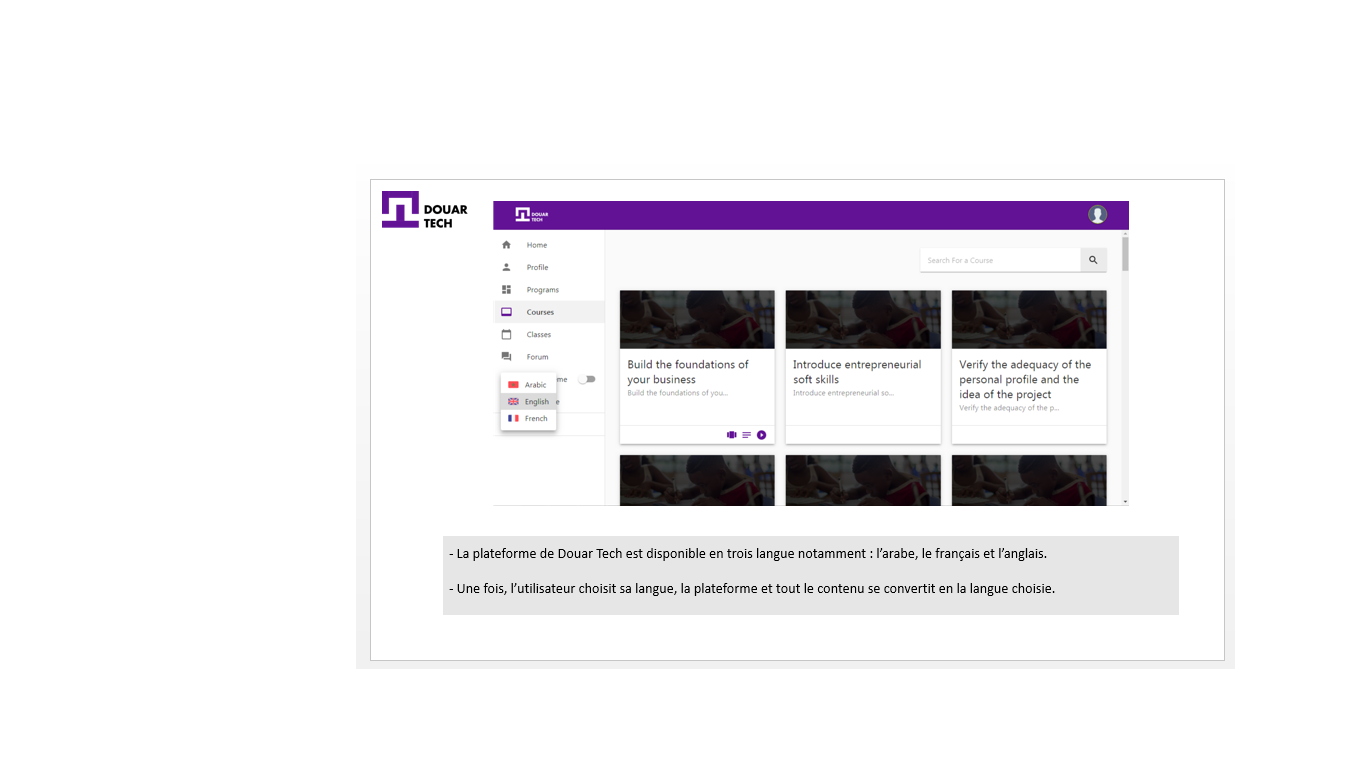 DOUAR
TECH
DOUAR
TECH
Home
Profile
Programs
Courses
Classes
Forum
me
Arabic
English
e
French
Search For a Course
Build the foundations of
your business
Build the foundations of you...
Introduce entrepreneurial
soft skills
Introduce entrepreneurial so...
Verify the adequacy of the
personal profile and the
idea of the project
Verify the adequacy of the p...
- La plateforme de Douar Tech est disponible en trois langue notamment : l’arabe, le français et l’anglais.
- Une fois, l’utilisateur choisit sa langue, la plateforme et tout le contenu se convertit en la langue choisie.